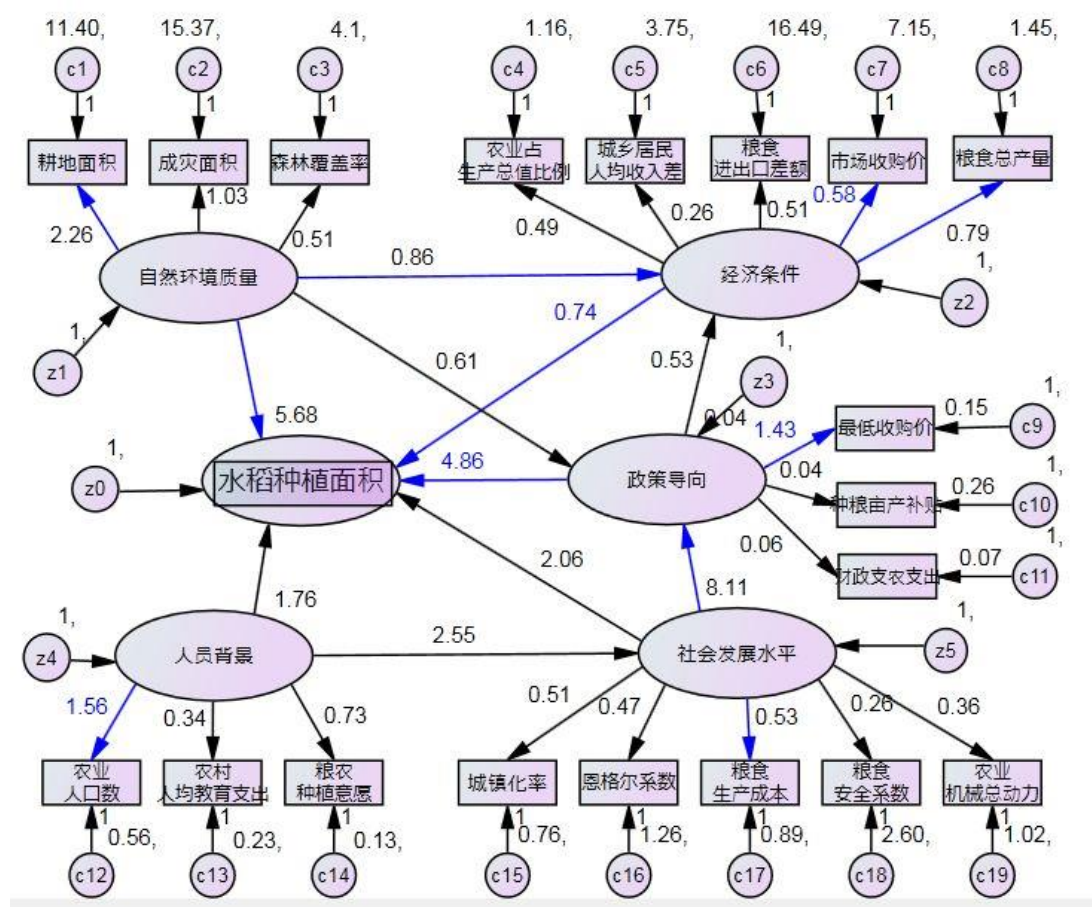 11.40,
15.37,
4.1,
1.16,
3.75,
16.49,
7.15,
1.45,
c1
c2
c3
c4
c5
c6
c7
c8
1
1
1
1
1
1
1
1
耕地面积
成灾面积
森林覆盖率
农业占
生产总值比例
城乡居民
人均收入差
粮食
进出口差额
市场收购价
粮食总产量
2.26
1.03
0.51
0.49
0.26
0.51
0.58
0.79
自然环境质量
0.86
经济条件
1,
z2
1,
z1
0.74
0.61
0.53
1,
z3
5.68
0.04
1.43
最低收购价
0.15
1,
c9
1,
z0
水稻种植面积
4.86
政策导向
0.04
种粮亩产补贴
0.26
1,
c10
0.06
财政支农支出
0.07
1,
c11
2.06
8.11
1.76
1,
z4
人员背景
2.55
社会发展水平
1,
z5
1.56
0.34
0.73
0.51
0.47
0.53
0.26
0.36
农业
人口数
农村
人均教育支出
粮农
种植意愿
城镇化率
恩格尔系数
粮食
生产成本
粮食
安全系数
农业
机械总动力
1
0.56,
1
0.23,
1
0.13,
1
0.76,
1
1.26,
1
0.89,
1
2.60,
1
1.02,
c12
c13
c14
c15
c16
c17
c18
c19